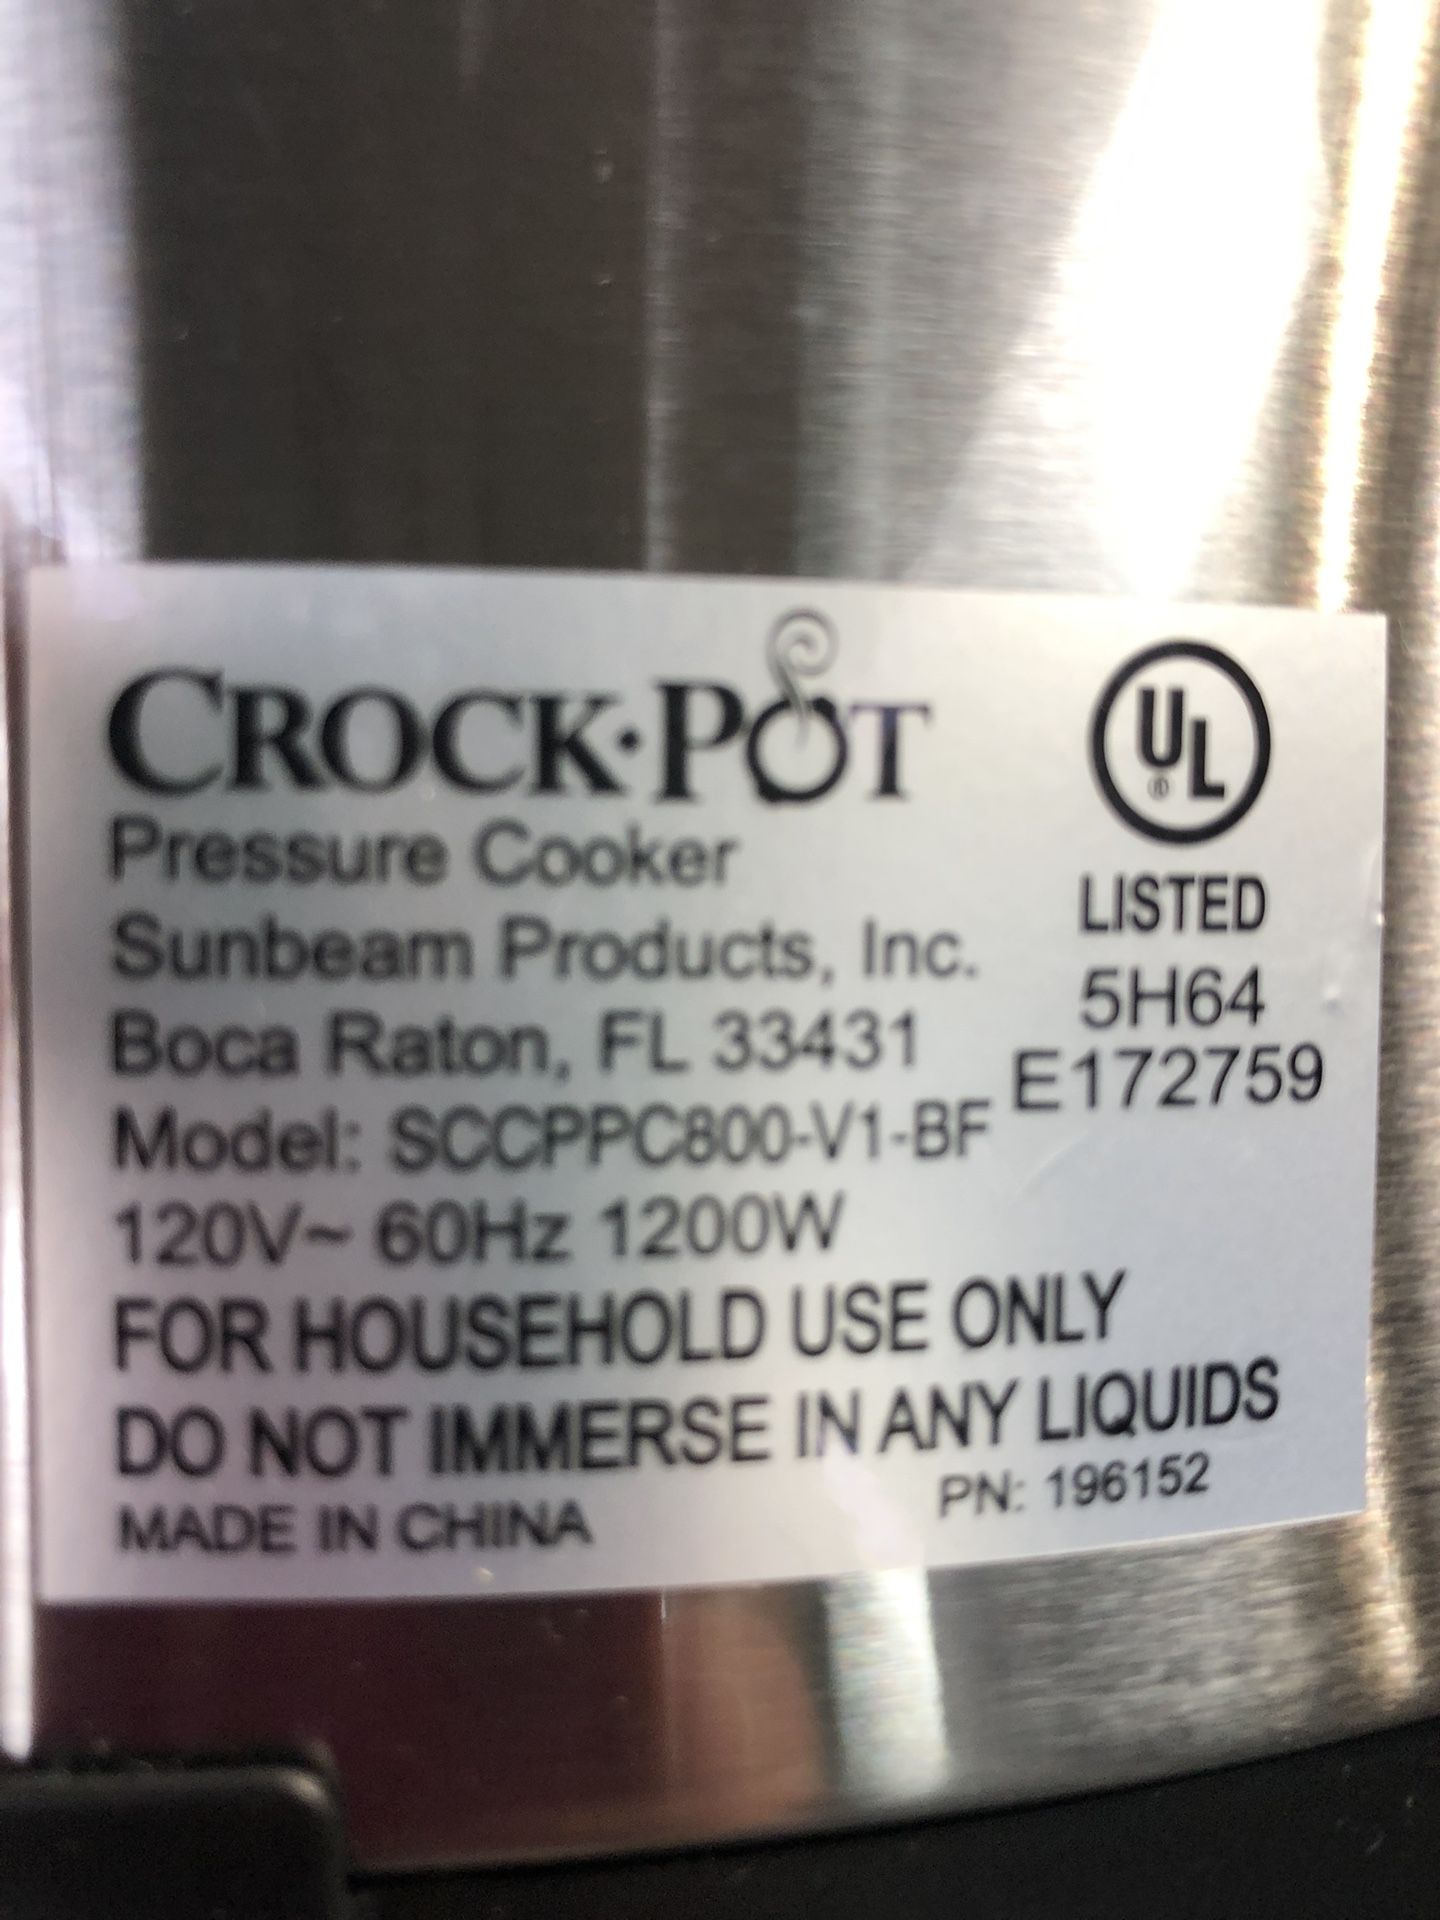 CROCK·POT
Pressure Cooker
Sunbeam Products, Inc.
Boca Raton, FL 33431
Model: SCCPPC800-V1-BF
120V~ 60Hz 1200W
FOR HOUSEHOLD USE ONLY
DO NOT IMMERSE IN ANY LIQUIDS
MADE IN CHINA
PN: 196152
UL
®
LISTED
5H64
E172759